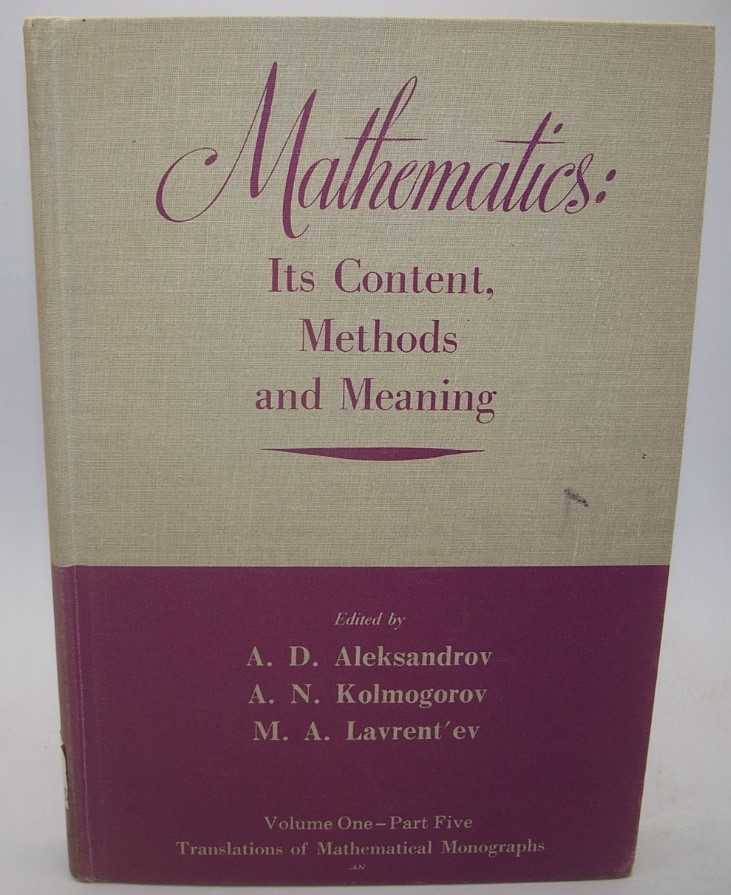 Mathematics:
Its Content,
Methods
and Meaning
Edited by
A. D. Aleksandrov
A. N. Kolmogorov
M. A. Lavrent'ev
Volume One–Part Five
Translations of Mathematical Monographs